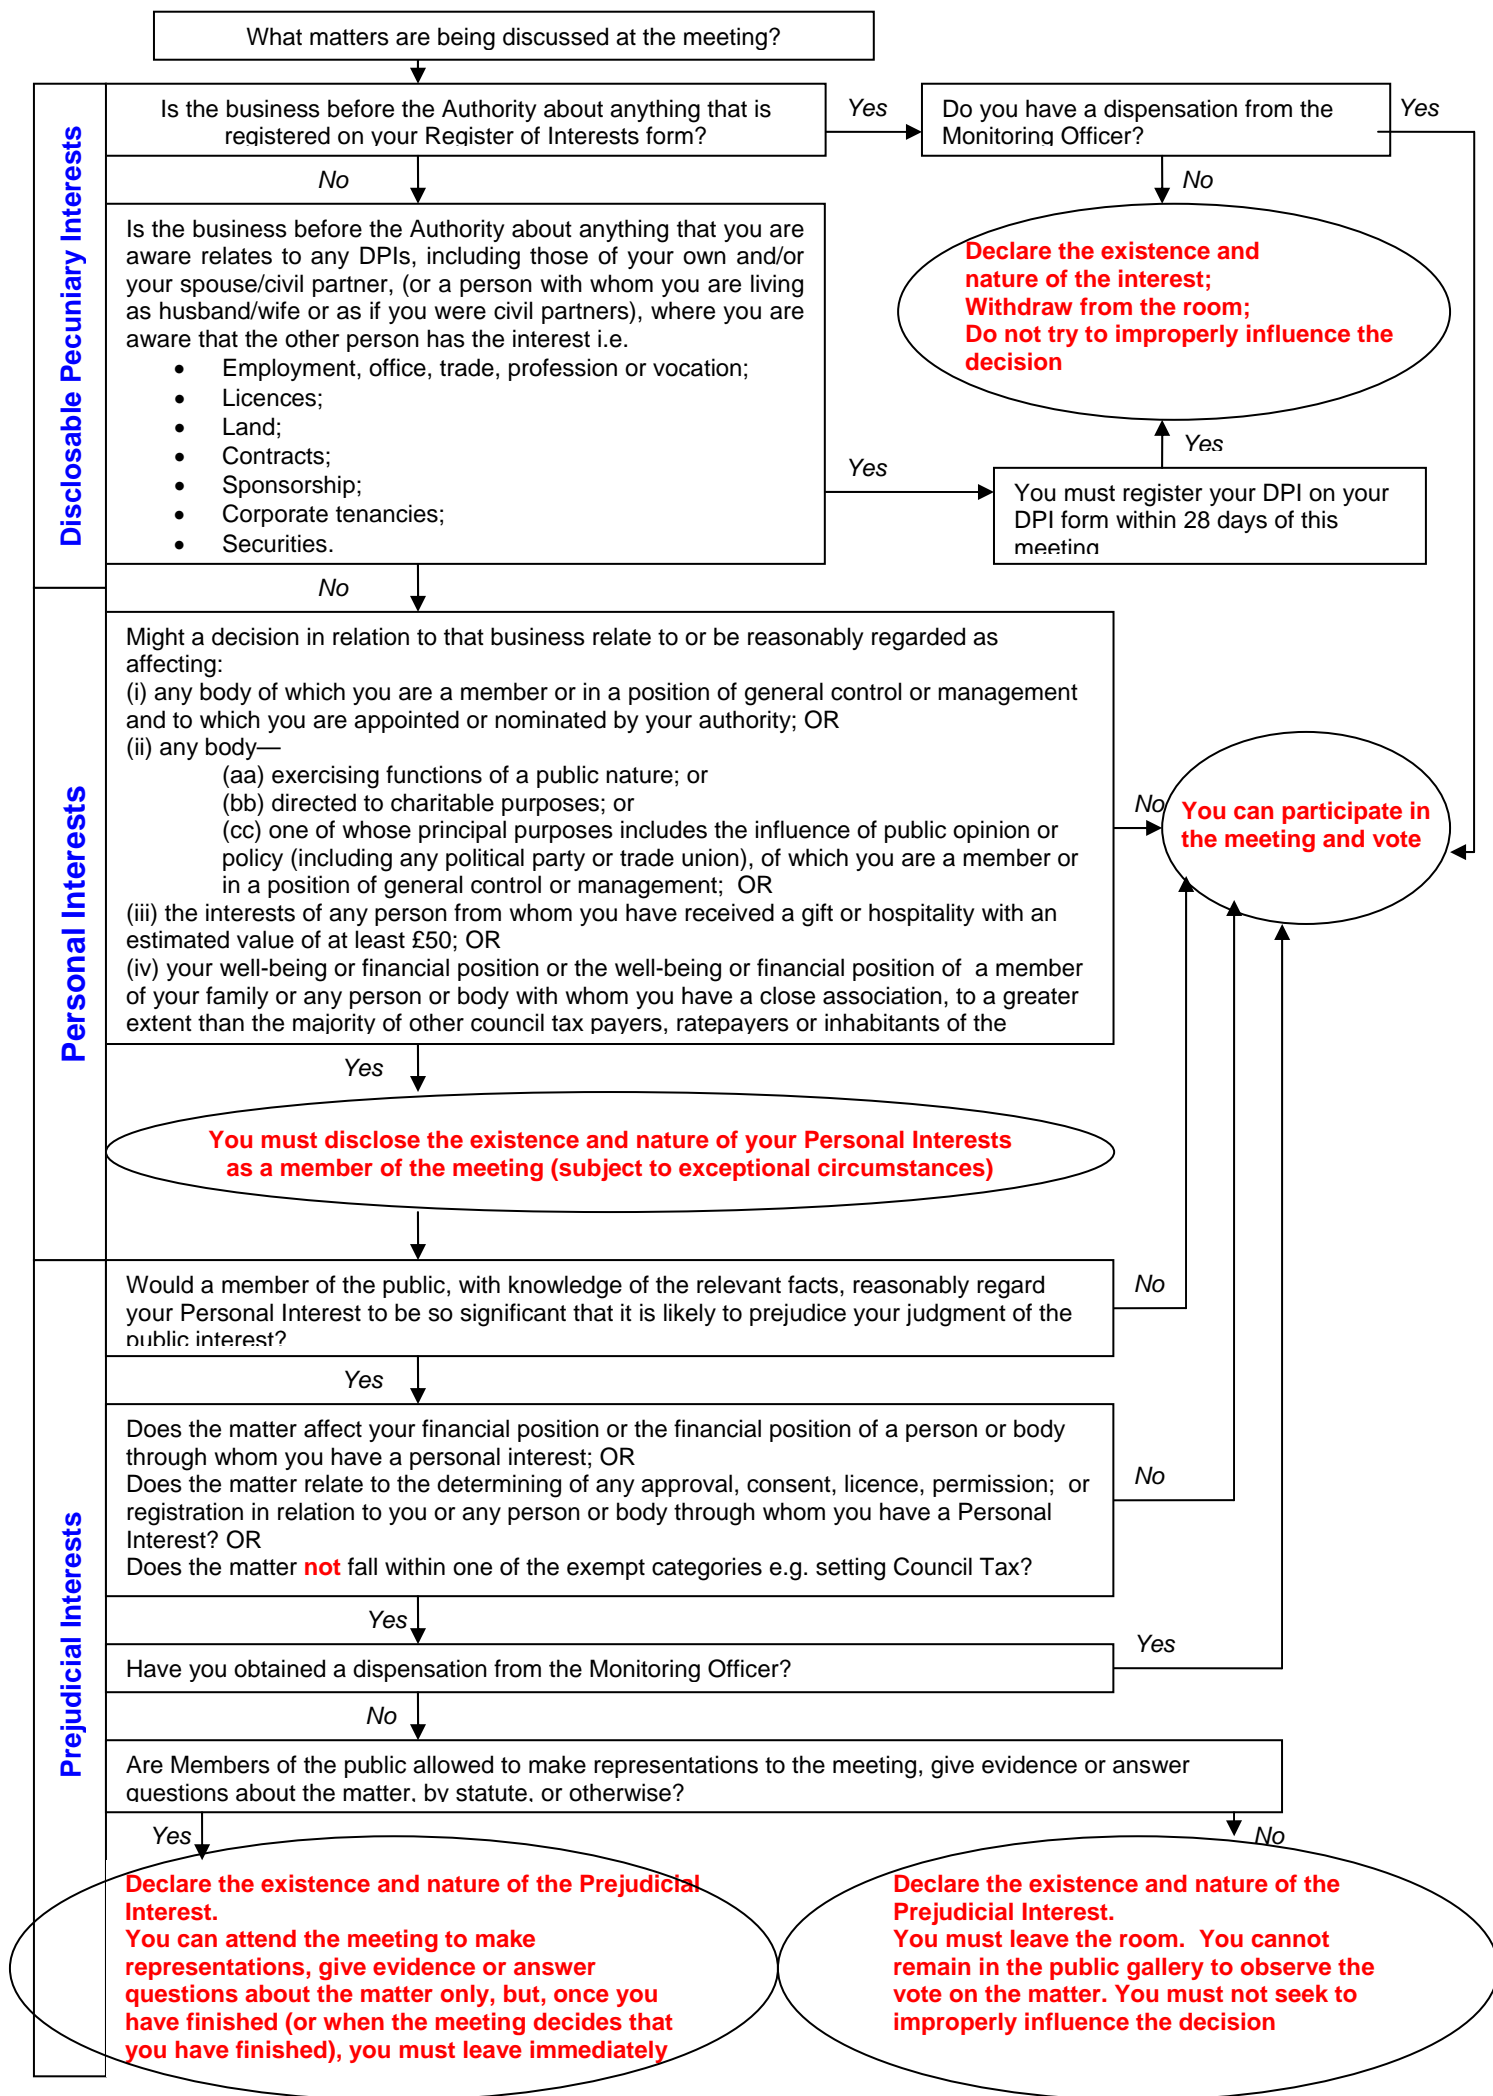 What matters are being discussed at the meeting?
Disclosable Pecuniary Interests
Is the business before the Authority about anything that is
registered on your Register of Interests form?
Yes
Do you have a dispensation from the
Monitoring Officer?
Yes
No
No
Is the business before the Authority about anything that you are
aware relates to any DPIs, including those of your own and/or
your spouse/civil partner, (or a person with whom you are living
as husband/wife or as if you were civil partners), where you are
aware that the other person has the interest i.e.
• Employment, office, trade, profession or vocation;
• Licences;
• Land;
• Contracts;
• Sponsorship;
• Corporate tenancies;
• Securities.
Declare the existence and
nature of the interest;
Withdraw from the room;
Do not try to improperly influence the
decision
Yes
Yes
You must register your DPI on your
DPI form within 28 days of this
meeting
No
Personal Interests
Might a decision in relation to that business relate to or be reasonably regarded as
affecting:
(i) any body of which you are a member or in a position of general control or management
and to which you are appointed or nominated by your authority; OR
(ii) any body—
(aa) exercising functions of a public nature; or
(bb) directed to charitable purposes; or
(cc) one of whose principal purposes includes the influence of public opinion or
policy (including any political party or trade union), of which you are a member or
in a position of general control or management;  OR
(iii) the interests of any person from whom you have received a gift or hospitality with an
estimated value of at least £50; OR
(iv) your well-being or financial position or the well-being or financial position of  a member
of your family or any person or body with whom you have a close association, to a greater
extent than the majority of other council tax payers, ratepayers or inhabitants of the
No
You can participate in
the meeting and vote
Yes
You must disclose the existence and nature of your Personal Interests
as a member of the meeting (subject to exceptional circumstances)
Prejudicial Interests
Would a member of the public, with knowledge of the relevant facts, reasonably regard
your Personal Interest to be so significant that it is likely to prejudice your judgment of the
public interest?
No
Yes
Does the matter affect your financial position or the financial position of a person or body
through whom you have a personal interest; OR
Does the matter relate to the determining of any approval, consent, licence, permission;  or
registration in relation to you or any person or body through whom you have a Personal
Interest? OR
Does the matter not fall within one of the exempt categories e.g. setting Council Tax?
No
Yes
Have you obtained a dispensation from the Monitoring Officer?
Yes
No
Are Members of the public allowed to make representations to the meeting, give evidence or answer
questions about the matter, by statute, or otherwise?
Yes
No
Declare the existence and nature of the Prejudicial
Interest.
You can attend the meeting to make
representations, give evidence or answer
questions about the matter only, but, once you
have finished (or when the meeting decides that
you have finished), you must leave immediately
Declare the existence and nature of the
Prejudicial Interest.
You must leave the room.  You cannot
remain in the public gallery to observe the
vote on the matter. You must not seek to
improperly influence the decision